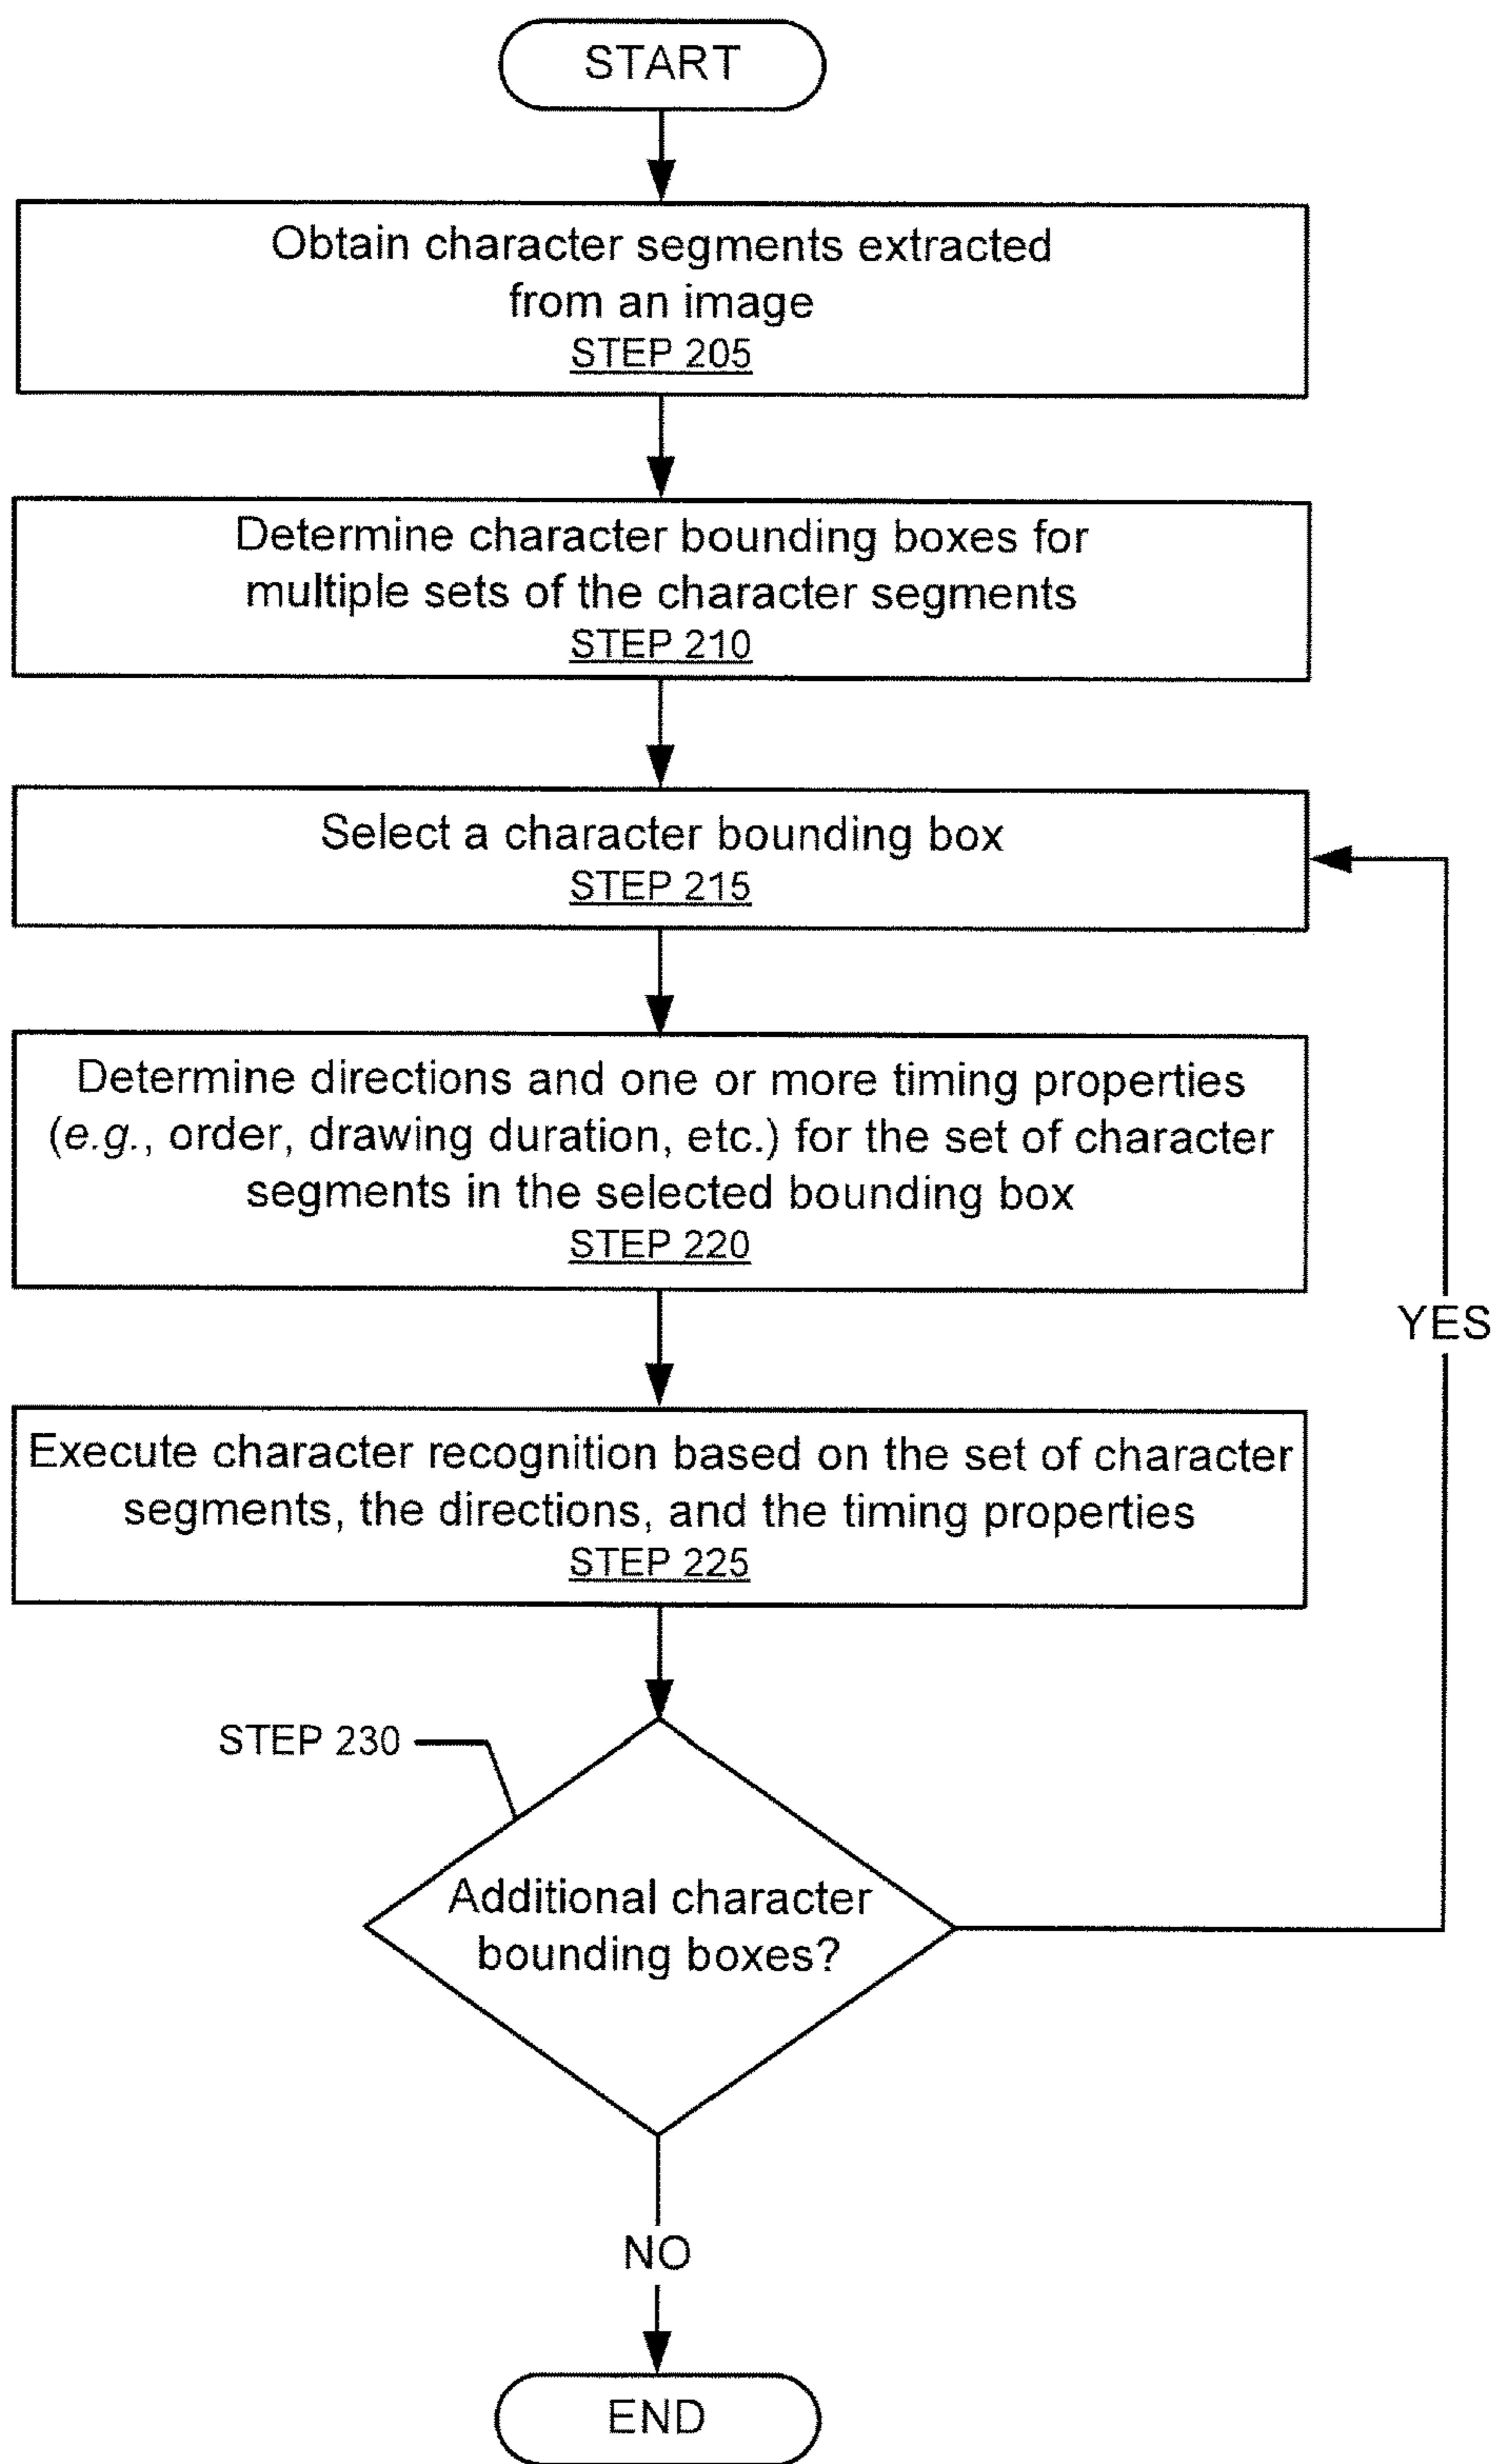 START
Obtain character segments extracted
from an image
STEP 205
Determine character bounding boxes for
multiple sets of the character segments
STEP 210
Select a character bounding box
STEP 215
Determine directions and one or more timing properties
(e.g., order, drawing duration, etc.) for the set of character
segments in the selected bounding box
STEP 220
YES
Execute character recognition based on the set of character
segments, the directions, and the timing properties
STEP 225
STEP 230
Additional character
bounding boxes?
NO
END